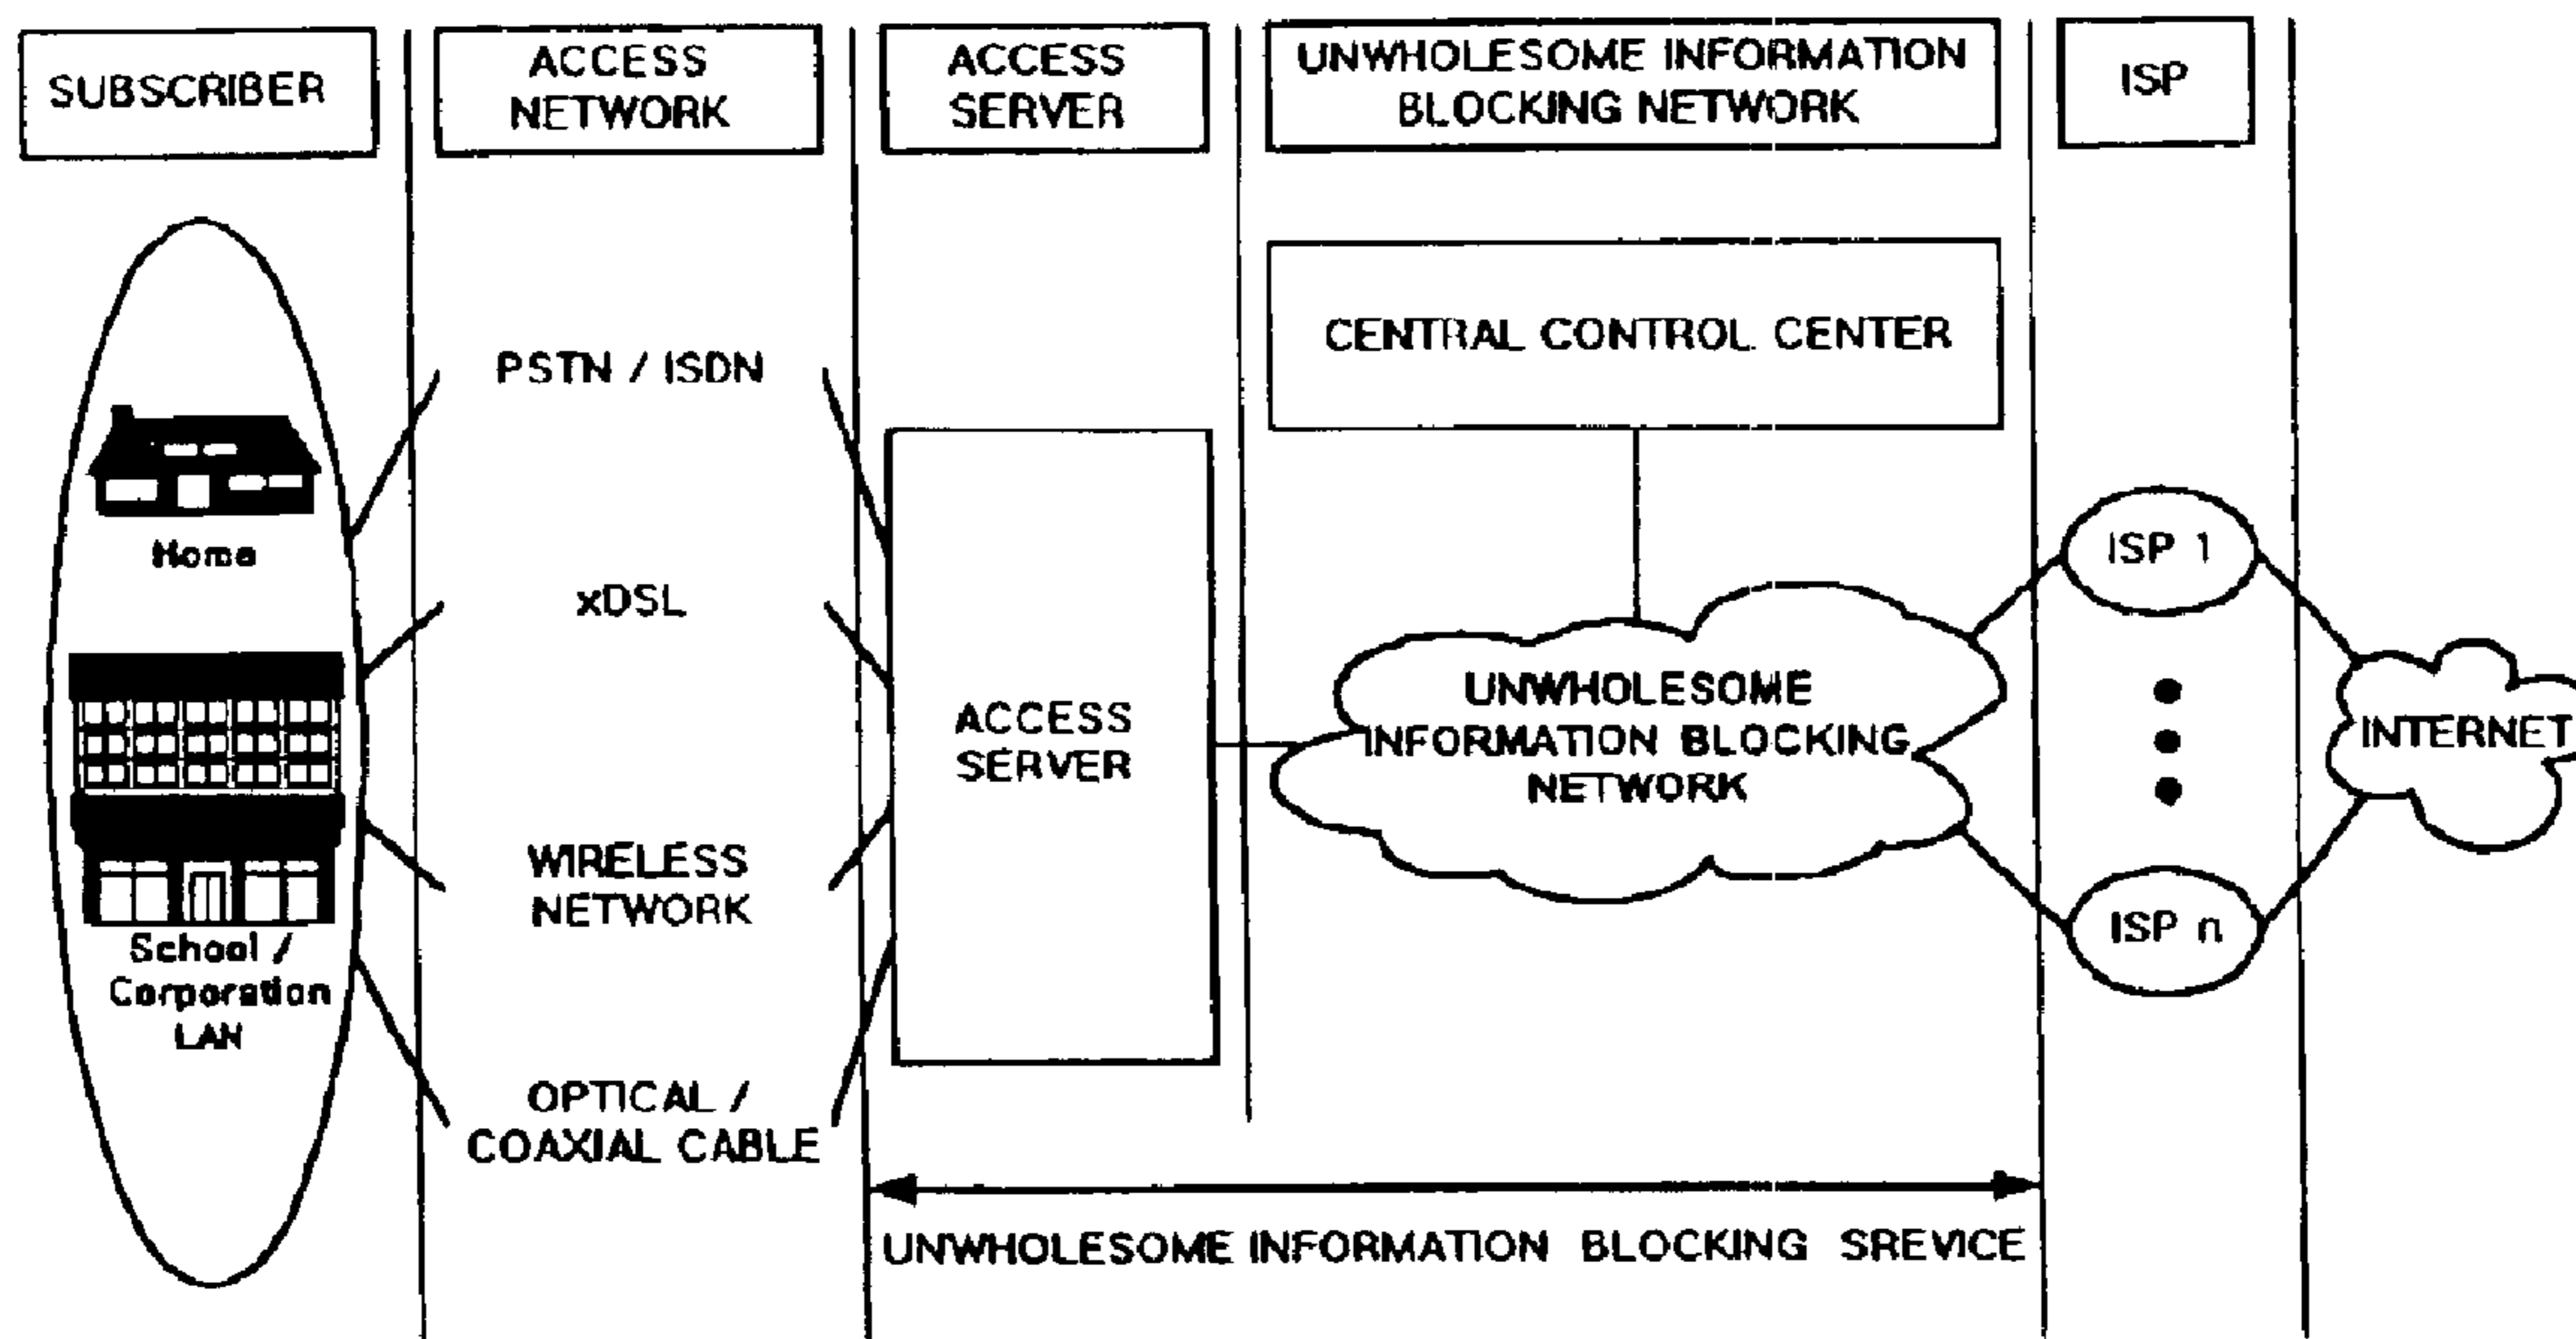 SUBSCRIBER
ACCESS
NETWORK
ACCESS
SERVER
UNWHOLESOME INFORMATION
BLOCKING NETWORK
ISP
CENTRAL CONTROL CENTER
PSTN / ISDN
Home
xDSL
WIRELESS
NETWORK
School /
Corporation
LAN
OPTICAL /
COAXIAL CABLE
ACCESS
SERVER
UNWHOLESOME
INFORMATION BLOCKING
NETWORK
ISP 1
ISP n
INTERNET
UNWHOLESOME INFORMATION BLOCKING SREVICE